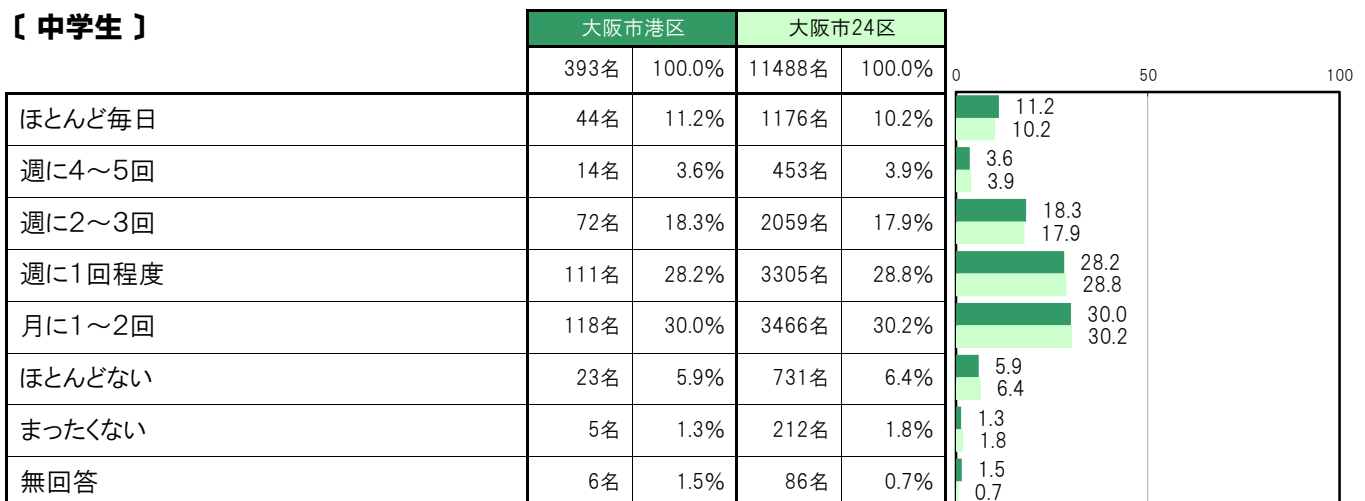 〔 中学生 〕
大阪市港区 大阪市24区
393名 100.0% 11488名 100.0% 0 50 100
ほとんど毎日 44名 11.2% 1176名 10.2% 11.2
10.2
週に4～5回 14名 3.6% 453名 3.9% 3.6
3.9
週に2～3回 72名 18.3% 2059名 17.9% 18.3
17.9
週に1回程度 111名 28.2% 3305名 28.8% 28.2
28.8
月に1～2回 118名 30.0% 3466名 30.2% 30.0
30.2
ほとんどない 23名 5.9% 731名 6.4% 5.9
6.4
まったくない 5名 1.3% 212名 1.8% 1.3
1.8
無回答 6名 1.5% 86名 0.7% 1.5
0.7